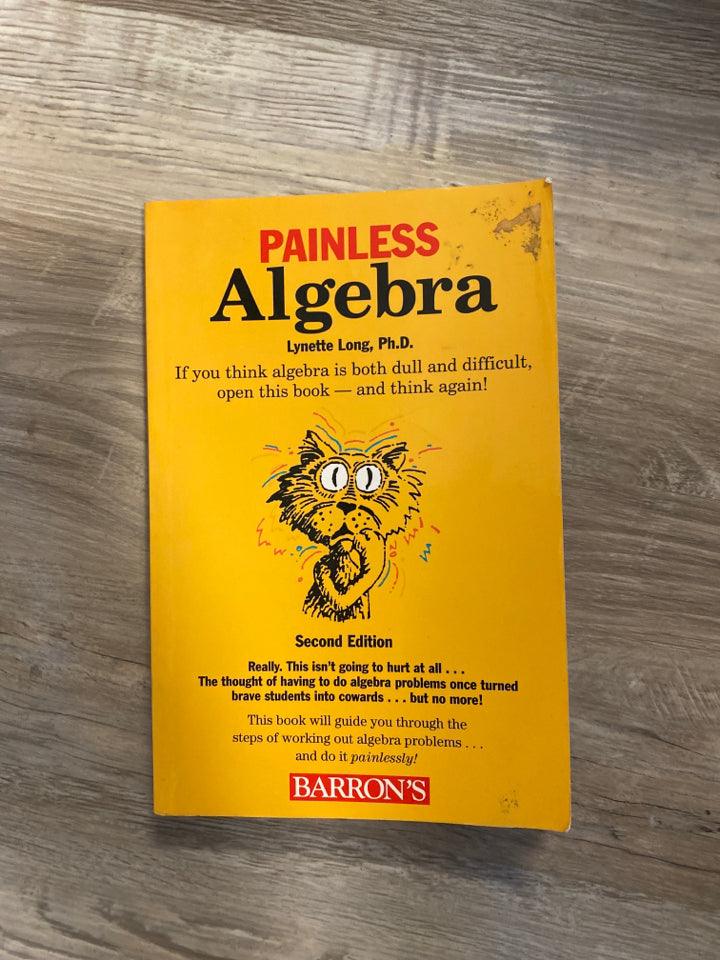 PAINLESS
Algebra
Lynette Long, Ph.D.
If you think algebra is both dull and difficult,
open this book — and think again!
Second Edition
Really. This isn't going to hurt at all . . .
The thought of having to do algebra problems once turned
brave students into cowards . . . but no more!
This book will guide you through the
steps of working out algebra problems . . .
and do it painlessly!
BARRON'S